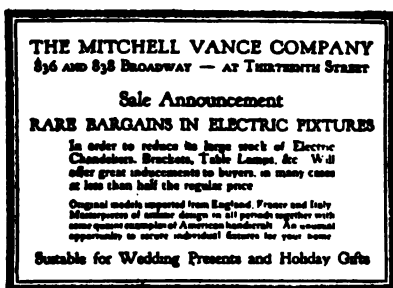 THE MITCHELL VANCE COMPANY
836 AND 838 BROADWAY — AT THIRTEENTH STREET
Sale Announcement
RARE BARGAINS IN ELECTRIC FIXTURES
In order to reduce its large stock of Electric
Chandeliers, Brackets, Table Lamps, &c Will
offer great inducements to buyers, in many cases
at less than half the regular price
Original models imported from England, France and Italy
Masterpieces of design in all periods together with
some quaint examples of American handicraft An unusual
opportunity to secure individual fixtures for your home
Suitable for Wedding Presents and Holiday Gifts